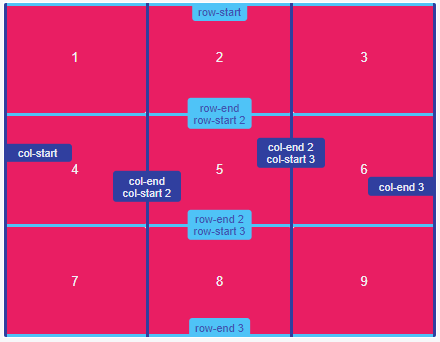 row-start
1
2
3
row-end
row-start 2
col-start
4
col-end
col-start 2
5
col-end 2
col-start 3
6
col-end 3
row-end 2
row-start 3
7
8
9
row-end 3